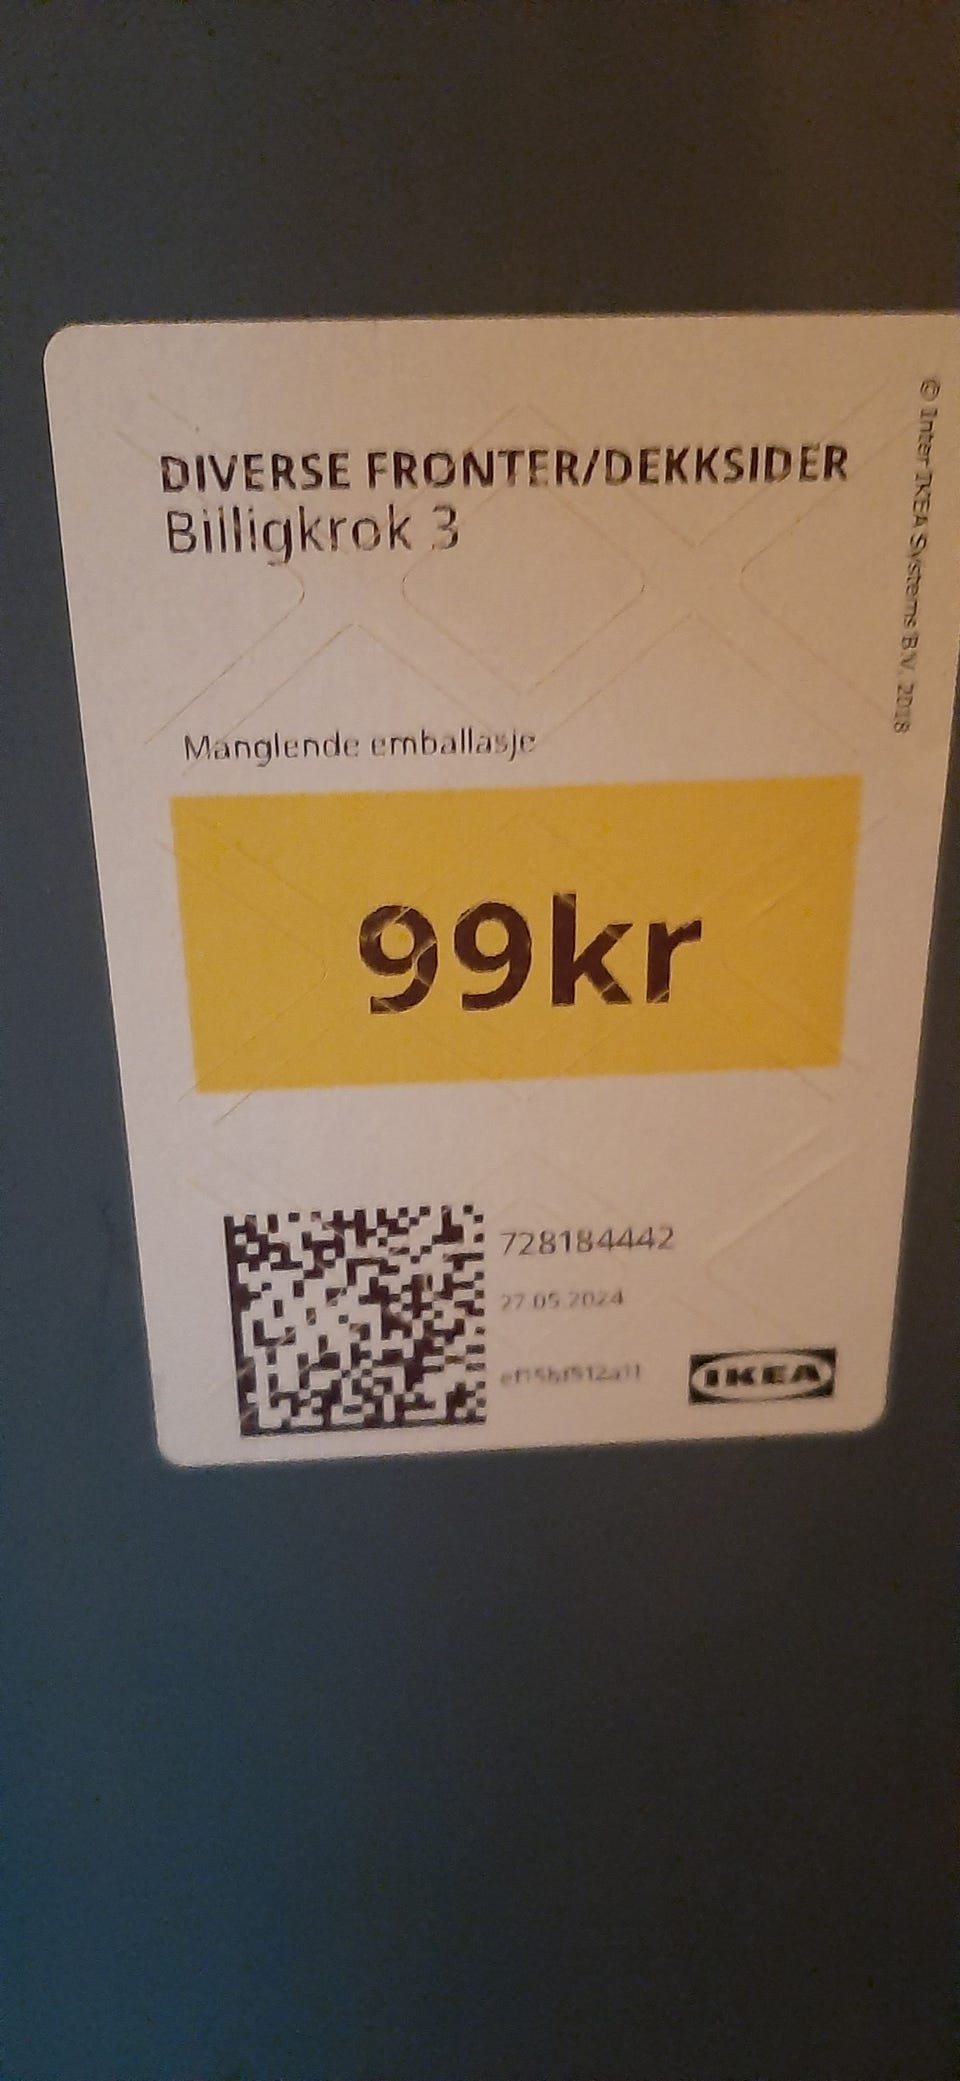 DIVERSE FRONTER/DEKKSIDER
Billigkrok 3
Manglende emballasje
99kr
728184442
27.05.2024
IKEA
© Inter IKEA Systems B.V. 2018